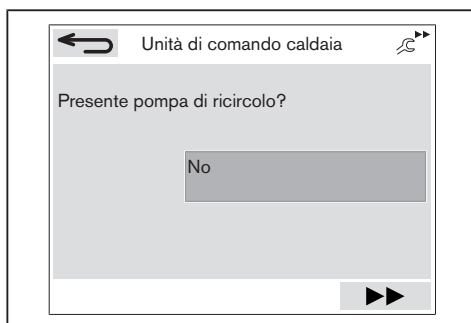 Unità di comando caldaia
Presente pompa di ricircolo?
No